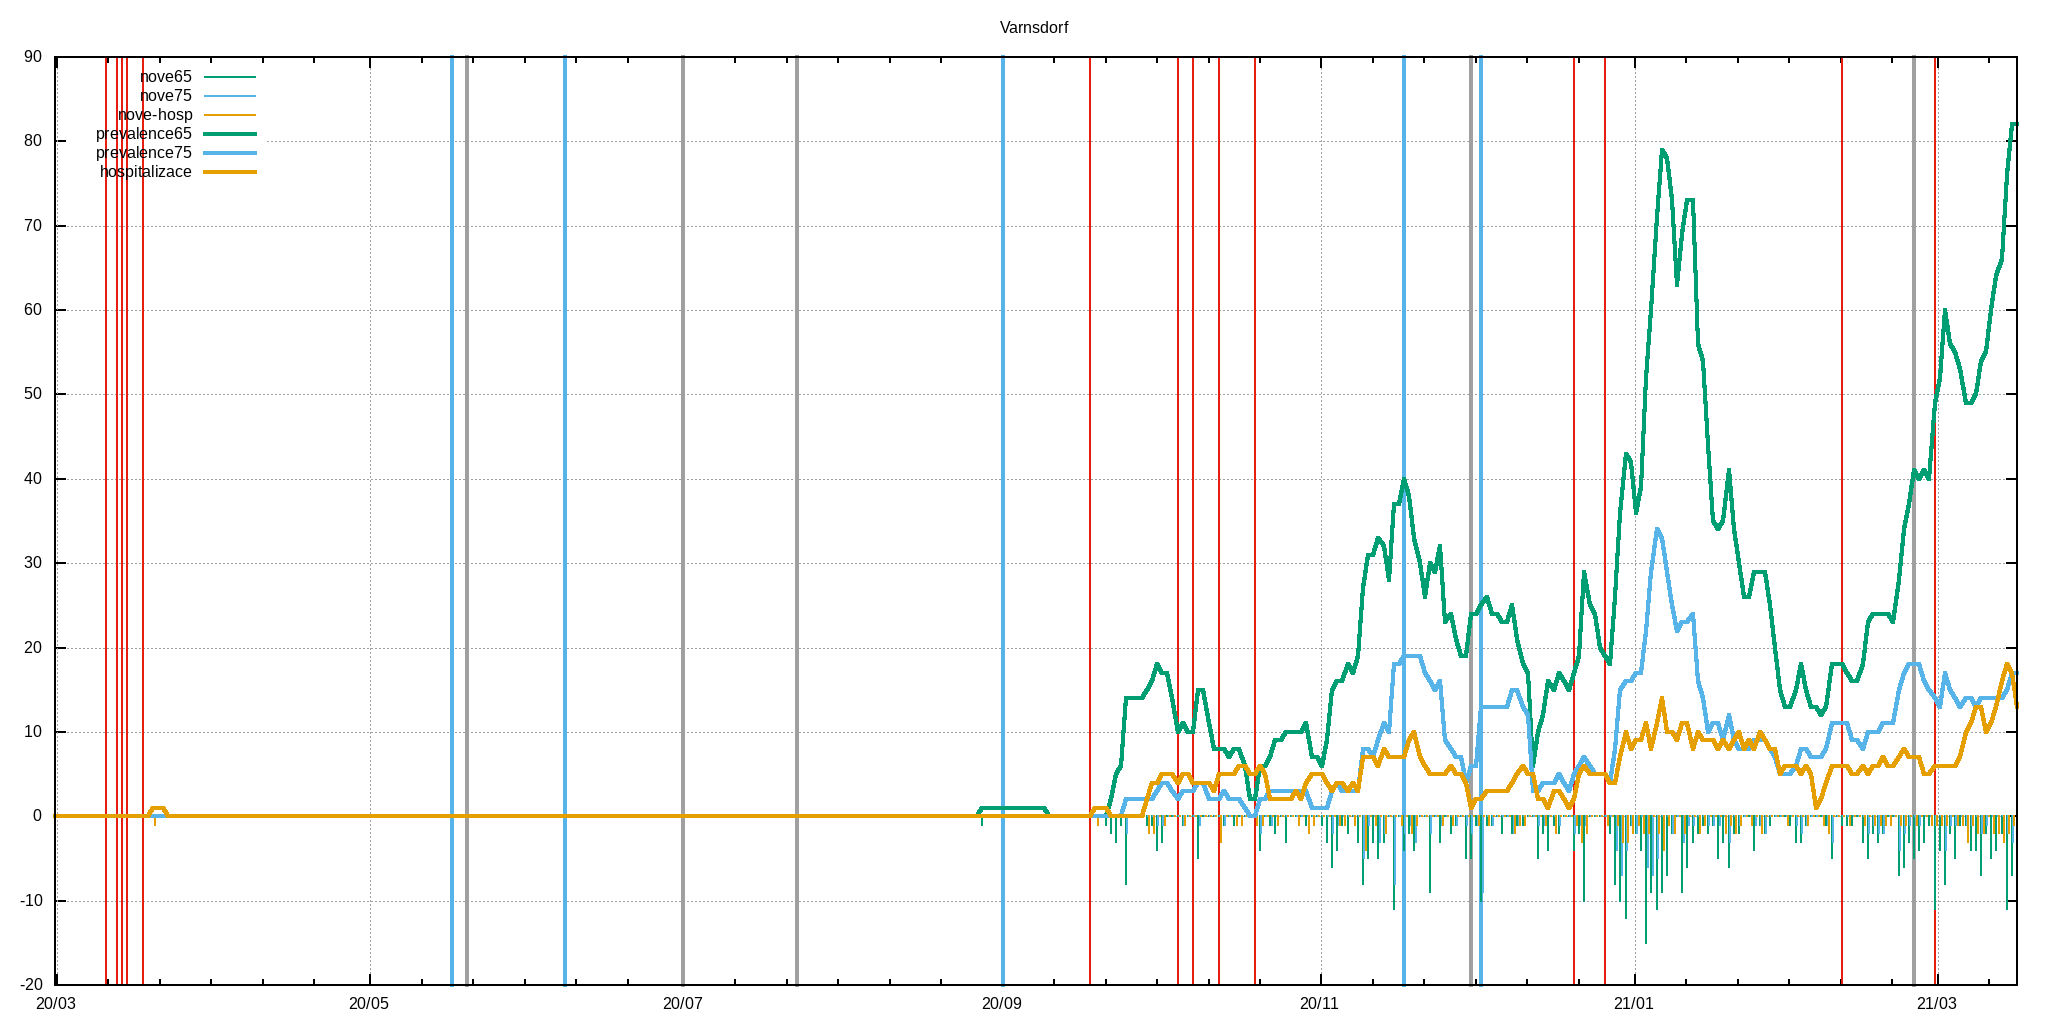 Varnsdorf
90
80
70
60
50
40
30
20
10
0
-10
-20
nove65
nove75
nove-hosp
prevalence65
prevalence75
hospitalizace
20/03 20/05 20/07 20/09 20/11 21/01 21/03